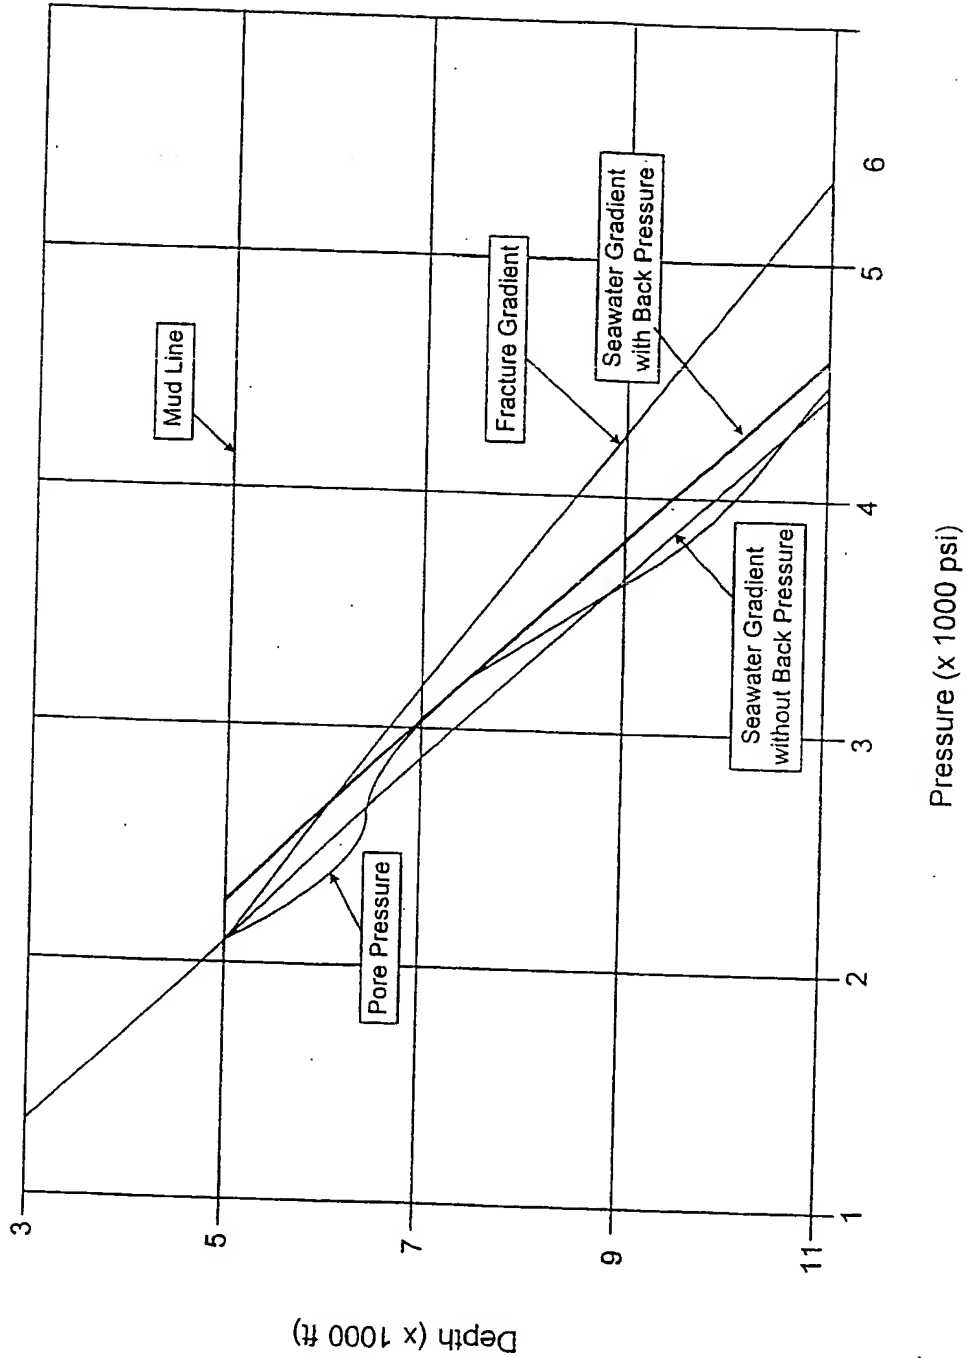 3
5
7
9
11
Depth (x 1000 ft)
Mud Line
Fracture Gradient
Seawater Gradient
with Back Pressure
Pore Pressure
Seawater Gradient
without Back Pressure
1
2
3
4
5
6
Pressure (x 1000 psi)